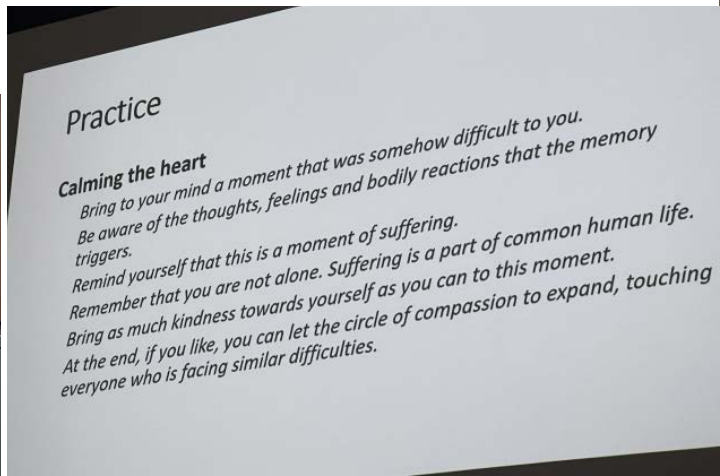 Practice
Calming the heart
Bring to your mind a moment that was somehow difficult to you.
Be aware of the thoughts, feelings and bodily reactions that the memory
triggers.
Remind yourself that this is a moment of suffering.
Remember that you are not alone. Suffering is a part of common human life.
Bring as much kindness towards yourself as you can to this moment.
At the end, if you like, you can let the circle of compassion to expand, touching
everyone who is facing similar difficulties.